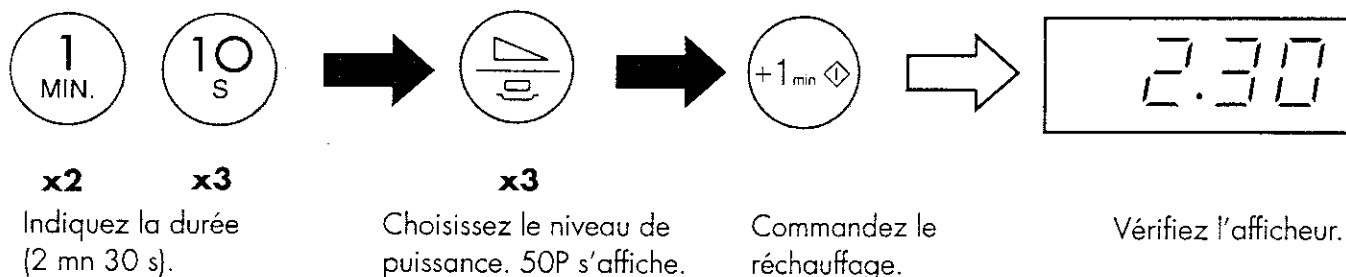 1
MIN.
10
S
+1 min
2.30
x2
x3
x3
Indiquez la durée
(2 mn 30 s).
Choisissez le niveau de
puissance. 50P s'affiche.
Commandez le
réchauffage.
Vérifiez l'afficheur.